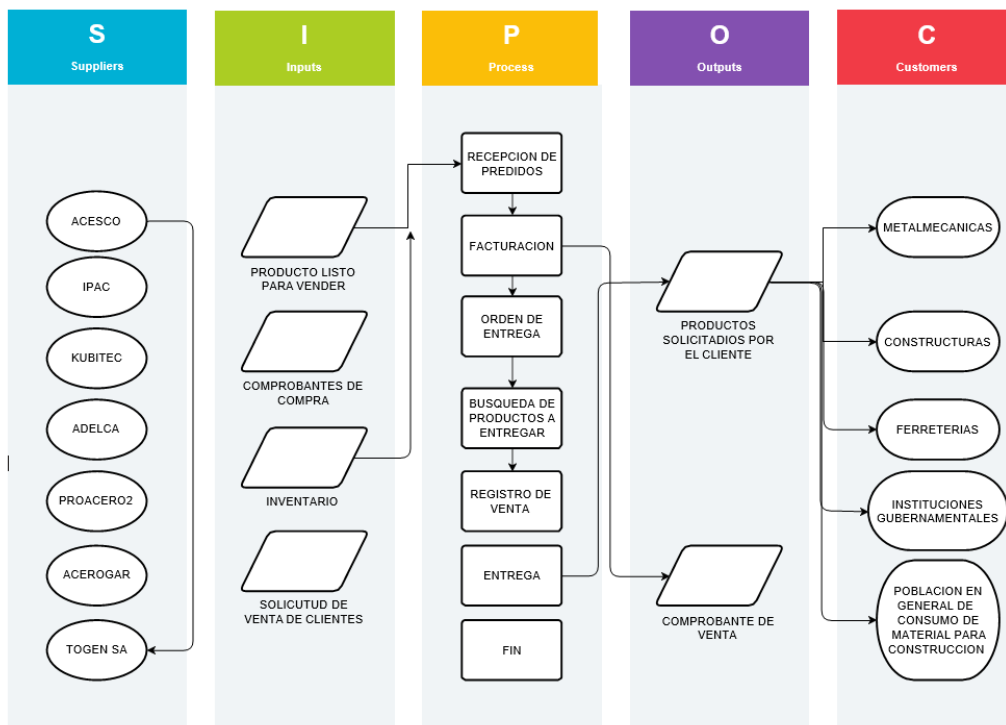 S
Suppliers
I
Inputs
P
Process
O
Outputs
C
Customers
ACESCO
IPAC
KUBITEC
ADELCA
PROACERO2
ACEROGAR
TOGEN SA
PRODUCTO LISTO
PARA VENDER
COMPROBANTES DE
COMPRA
INVENTARIO
SOLICUTUD DE
VENTA DE CLIENTES
RECEPCION DE
PREDIDOS
FACTURACION
ORDEN DE
ENTREGA
BUSQUEDA DE
PRODUCTOS A
ENTREGAR
REGISTRO DE
VENTA
ENTREGA
FIN
PRODUCTOS
SOLICITADIOS POR
EL CLIENTE
COMPROBANTE DE
VENTA
METALMECANICAS
CONSTRUCTURAS
FERRETERIAS
INSTITUCIONES
GUBERNAMENTALES
POBLACION EN
GENERAL DE
CONSUMO DE
MATERIAL PARA
CONSTRUCCION